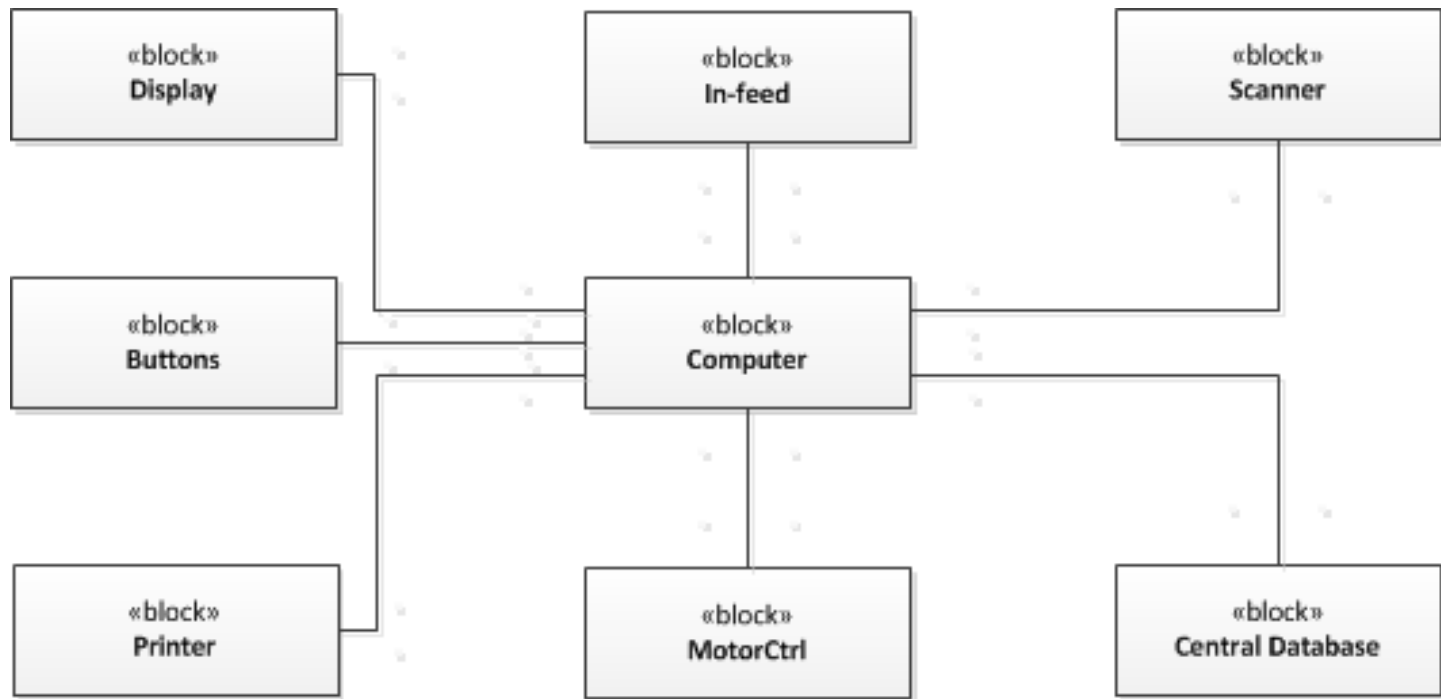 «block»
Display
«block»
In-feed
«block»
Scanner
«block»
Buttons
«block»
Computer
«block»
Printer
«block»
MotorCtrl
«block»
Central Database